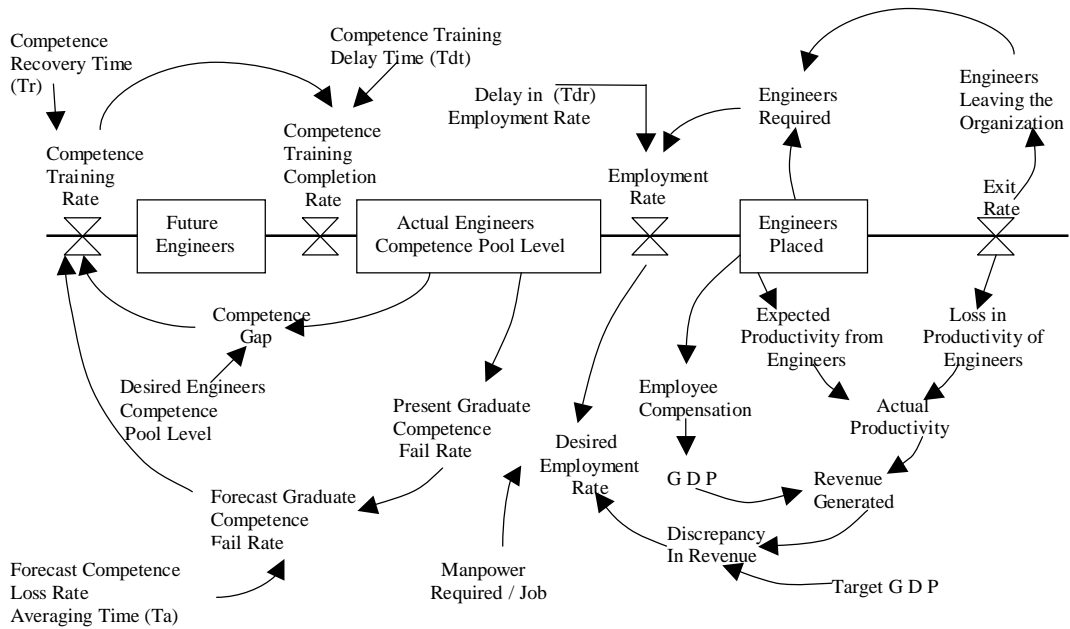 Competence
Recovery Time
(Tr)
Competence Training
Delay Time (Tdt)
Delay in (Tdr)
Employment Rate
Engineers
Required
Engineers
Leaving the
Organization
Competence
Training
Rate
Competence
Training
Completion
Rate
Employment
Rate
Exit
Rate
Future
Engineers
Actual Engineers
Competence Pool Level
Engineers
Placed
Competence
Gap
Desired Engineers
Competence
Pool Level
Expected
Productivity from
Engineers
Loss in
Productivity of
Engineers
Employee
Compensation
Actual
Productivity
Present Graduate
Competence
Fail Rate
Desired
Employment
Rate
G D P
Revenue
Generated
Forecast Graduate
Competence
Fail Rate
Discrepancy
In Revenue
Forecast Competence
Loss Rate
Averaging Time (Ta)
Manpower
Required / Job
Target G D P